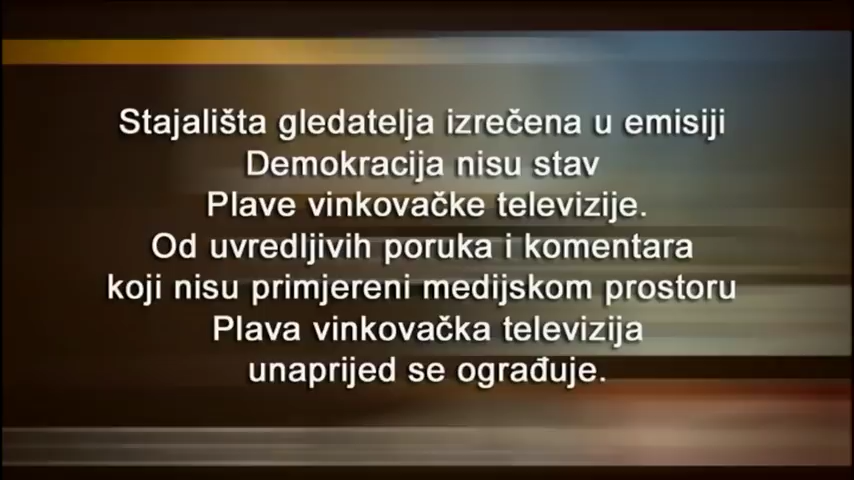 Stajališta gledatelja izrečena u emisiji
Demokracija nisu stav
Plave vinkovačke televizije.
Od uvredljivih poruka i komentara
koji nisu primjereni medijskom prostoru
Plava vinkovačka televizija
unaprijed se ograđuje.